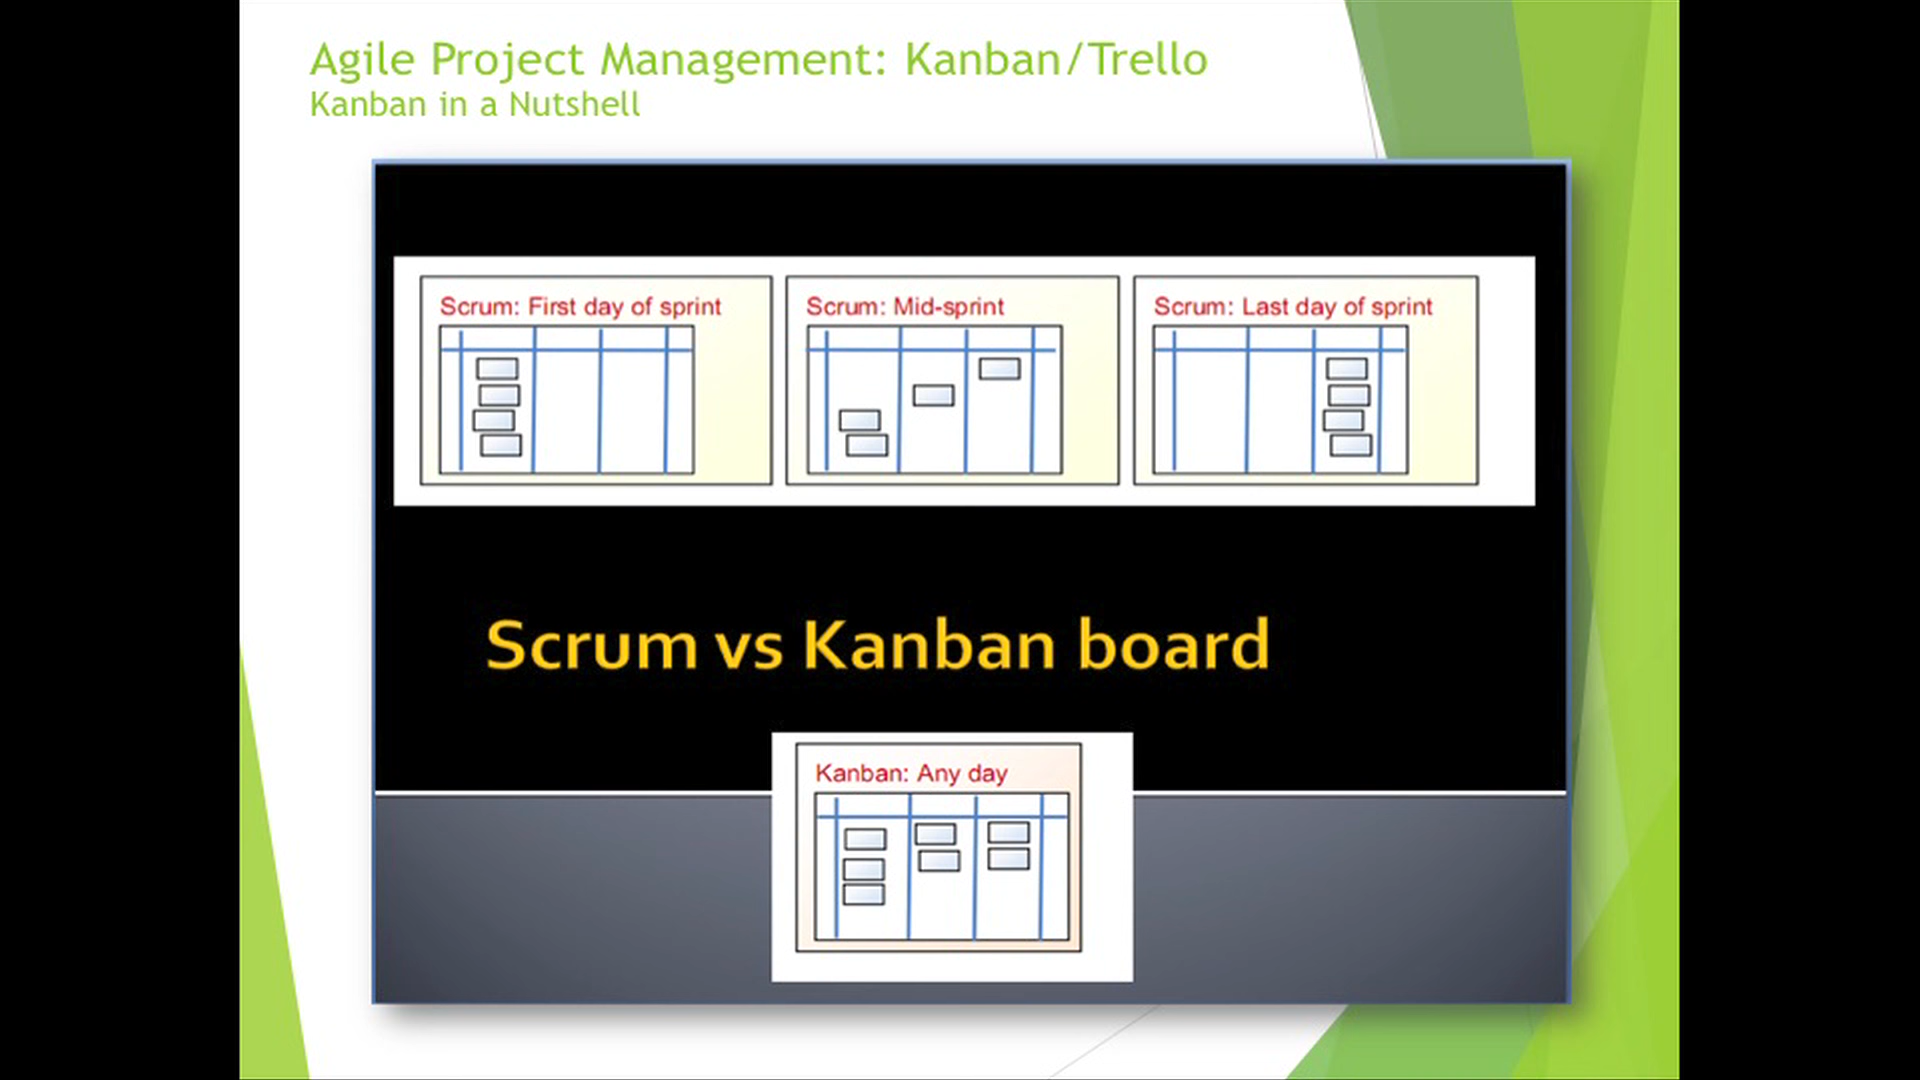 Agile Project Management: Kanban/Trello
Kanban in a Nutshell
Scrum: First day of sprint
Scrum: Mid-sprint
Scrum: Last day of sprint
Scrum vs Kanban board
Kanban: Any day